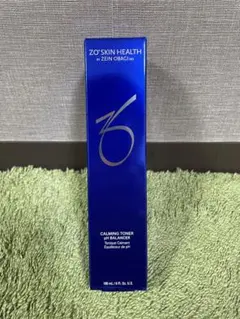 ZO® SKIN HEALTH
BY ZEIN OBAGI MD
CALMING TONER
pH BALANCER
Tonique Calmant
Équilibreur de pH
180 mL / 6 Fl. Oz. U.S.